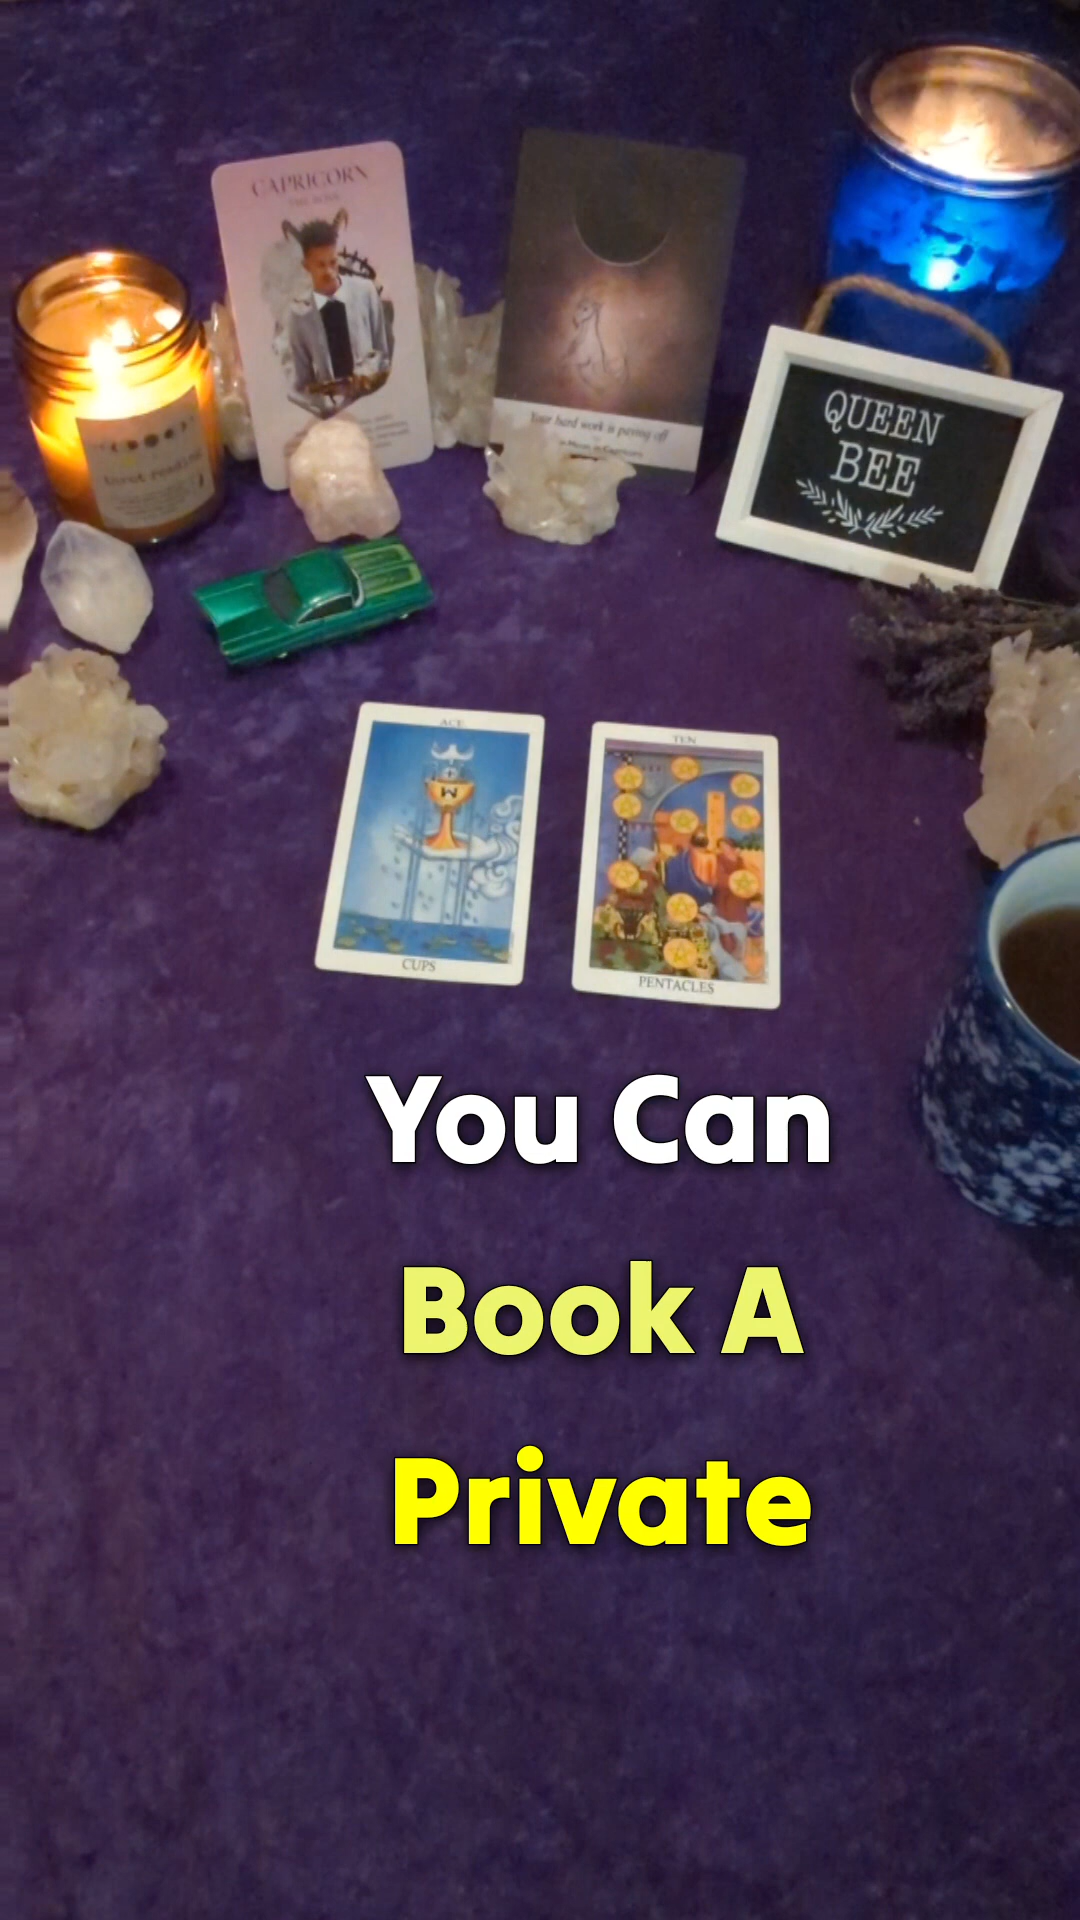 CAPRICORN
Your hard work is paying off
QUEEN
BEE
ACE
CUPS
TEN
PENTACLES
W
You Can
Book A
Private